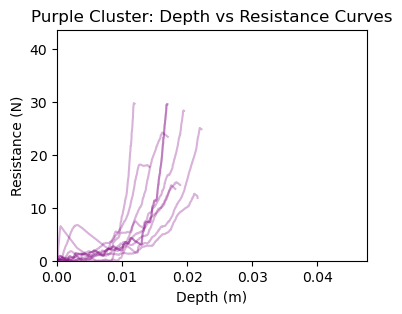 Purple Cluster: Depth vs Resistance Curves
Resistance (N)
40
30
20
10
0
0.00 0.01 0.02 0.03 0.04
Depth (m)